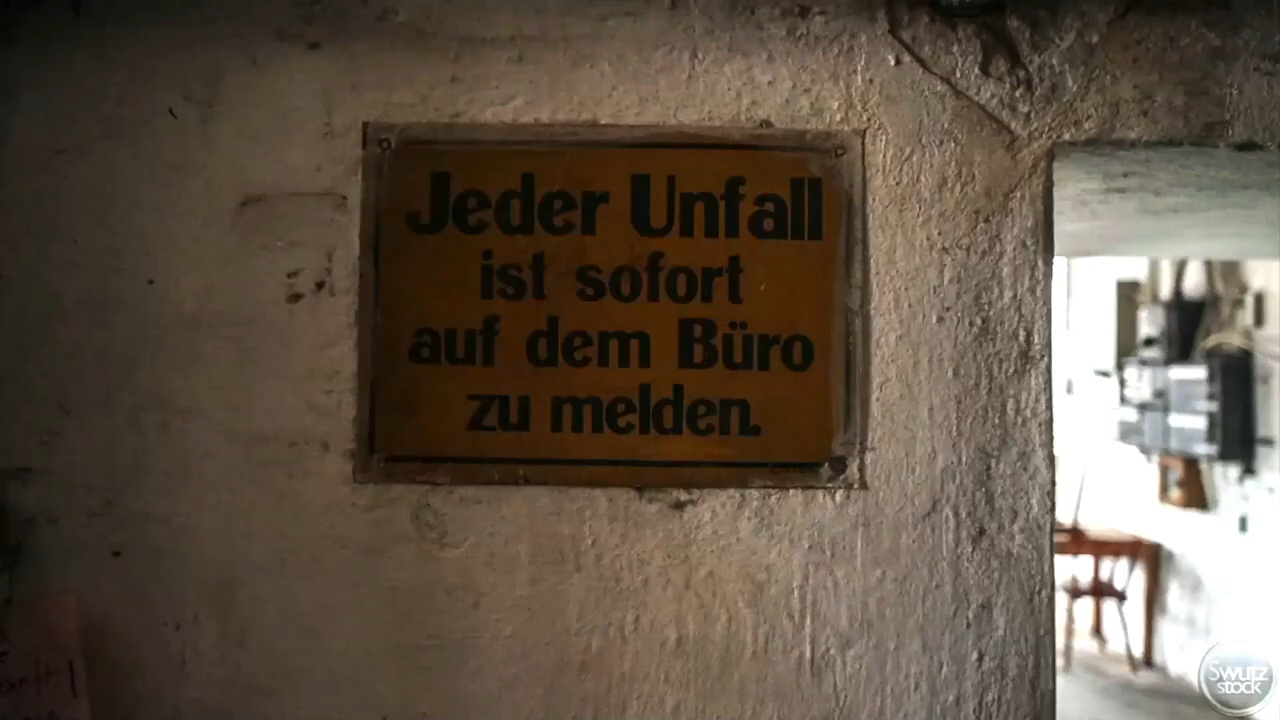 Jeder Unfall
ist sofort
auf dem Büro
zu melden.
Swutz
stock